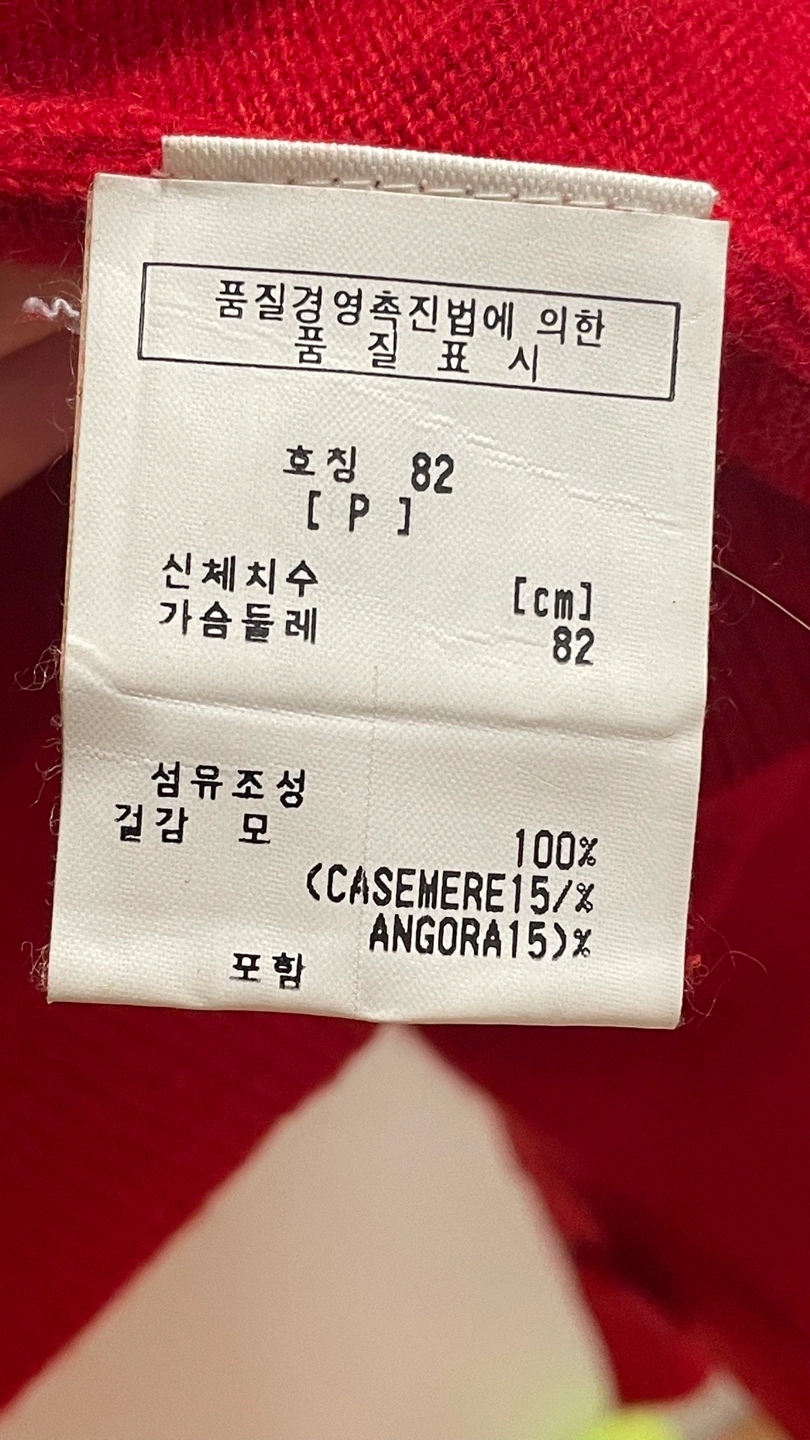 품질경영촉진법에 의한
품 질 표 시
호칭 82
[ P ]
신체치수 [cm]
가슴둘레 82
섬유조성
겉감 모 100%
(CASEMERE15/%
ANGORA15)%
포함